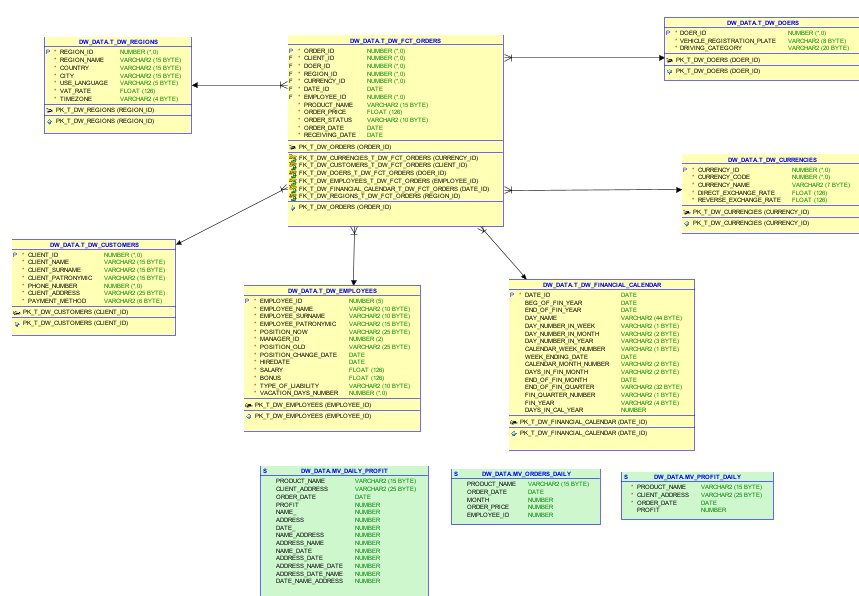 DW_DATA.T_DW_REGIONS
P * REGION_ID NUMBER (*,0)
* REGION_NAME VARCHAR2 (15 BYTE)
* COUNTRY VARCHAR2 (15 BYTE)
* CITY VARCHAR2 (15 BYTE)
* USE_LANGUAGE VARCHAR2 (5 BYTE)
* VAT_RATE FLOAT (126)
* TIMEZONE VARCHAR2 (4 BYTE)
PK_T_DW_REGIONS (REGION_ID)
PK_T_DW_REGIONS (REGION_ID)
DW_DATA.T_DW_FCT_ORDERS
P * ORDER_ID NUMBER (*,0)
F * CLIENT_ID NUMBER (*,0)
F * DOER_ID NUMBER (*,0)
F * REGION_ID NUMBER (*,0)
F * CURRENCY_ID NUMBER (*,0)
F * DATE_ID DATE
F * EMPLOYEE_ID NUMBER (*,0)
* PRODUCT_NAME VARCHAR2 (15 BYTE)
* ORDER_PRICE FLOAT (126)
* ORDER_STATUS VARCHAR2 (10 BYTE)
* ORDER_DATE DATE
* RECEIVING_DATE DATE
PK_T_DW_ORDERS (ORDER_ID)
FK_T_DW_CURRENCIES_T_DW_FCT_ORDERS (CURRENCY_ID)
FK_T_DW_CUSTOMERS_T_DW_FCT_ORDERS (CLIENT_ID)
FK_T_DW_DOERS_T_DW_FCT_ORDERS (DOER_ID)
FK_T_DW_EMPLOYEES_T_DW_FCT_ORDERS (EMPLOYEE_ID)
FK_T_DW_FINANCIAL_CALENDAR_T_DW_FCT_ORDERS (DATE_ID)
FK_T_DW_REGIONS_T_DW_FCT_ORDERS (REGION_ID)
PK_T_DW_ORDERS (ORDER_ID)
DW_DATA.T_DW_DOERS
P * DOER_ID NUMBER (*,0)
* VEHICLE_REGISTRATION_PLATE VARCHAR2 (8 BYTE)
* DRIVING_CATEGORY VARCHAR2 (20 BYTE)
PK_T_DW_DOERS (DOER_ID)
PK_T_DW_DOERS (DOER_ID)
DW_DATA.T_DW_CURRENCIES
P * CURRENCY_ID NUMBER (*,0)
* CURRENCY_CODE NUMBER (*,0)
* CURRENCY_NAME VARCHAR2 (7 BYTE)
* DIRECT_EXCHANGE_RATE FLOAT (126)
* REVERSE_EXCHANGE_RATE FLOAT (126)
PK_T_DW_CURRENCIES (CURRENCY_ID)
PK_T_DW_CURRENCIES (CURRENCY_ID)
DW_DATA.T_DW_CUSTOMERS
P * CLIENT_ID NUMBER (*,0)
* CLIENT_NAME VARCHAR2 (15 BYTE)
* CLIENT_SURNAME VARCHAR2 (15 BYTE)
* CLIENT_PATRONYMIC VARCHAR2 (15 BYTE)
* PHONE_NUMBER NUMBER (*,0)
* CLIENT_ADDRESS VARCHAR2 (25 BYTE)
* PAYMENT_METHOD VARCHAR2 (6 BYTE)
PK_T_DW_CUSTOMERS (CLIENT_ID)
PK_T_DW_CUSTOMERS (CLIENT_ID)
DW_DATA.T_DW_EMPLOYEES
P * EMPLOYEE_ID NUMBER (5)
* EMPLOYEE_NAME VARCHAR2 (10 BYTE)
* EMPLOYEE_SURNAME VARCHAR2 (10 BYTE)
* EMPLOYEE_PATRONYMIC VARCHAR2 (15 BYTE)
* POSITION_NOW VARCHAR2 (25 BYTE)
* MANAGER_ID NUMBER (2)
* POSITION_OLD VARCHAR2 (25 BYTE)
* POSITION_CHANGE_DATE DATE
* HIREDATE DATE
* SALARY FLOAT (126)
* BONUS FLOAT (126)
* TYPE_OF_LIABILITY VARCHAR2 (10 BYTE)
* VACATION_DAYS_NUMBER NUMBER (*,0)
PK_T_DW_EMPLOYEES (EMPLOYEE_ID)
PK_T_DW_EMPLOYEES (EMPLOYEE_ID)
DW_DATA.T_DW_FINANCIAL_CALENDAR
P * DATE_ID DATE
BEG_OF_FIN_YEAR DATE
END_OF_FIN_YEAR DATE
DAY_NAME VARCHAR2 (44 BYTE)
DAY_NUMBER_IN_WEEK VARCHAR2 (1 BYTE)
DAY_NUMBER_IN_MONTH VARCHAR2 (2 BYTE)
DAY_NUMBER_IN_YEAR VARCHAR2 (3 BYTE)
CALENDAR_WEEK_NUMBER VARCHAR2 (1 BYTE)
WEEK_ENDING_DATE DATE
CALENDAR_MONTH_NUMBER VARCHAR2 (2 BYTE)
DAYS_IN_FIN_MONTH VARCHAR2 (2 BYTE)
END_OF_FIN_MONTH DATE
END_OF_FIN_QUARTER VARCHAR2 (32 BYTE)
FIN_QUARTER_NUMBER VARCHAR2 (1 BYTE)
FIN_YEAR VARCHAR2 (4 BYTE)
DAYS_IN_CAL_YEAR NUMBER
PK_T_DW_FINANCIAL_CALENDAR (DATE_ID)
PK_T_DW_FINANCIAL_CALENDAR (DATE_ID)
S DW_DATA.MV_DAILY_PROFIT
PRODUCT_NAME VARCHAR2 (15 BYTE)
CLIENT_ADDRESS VARCHAR2 (25 BYTE)
ORDER_DATE DATE
PROFIT NUMBER
NAME_ NUMBER
ADDRESS NUMBER
DATE_ NUMBER
NAME_ADDRESS NUMBER
ADDRESS_NAME NUMBER
NAME_DATE NUMBER
ADDRESS_DATE NUMBER
ADDRESS_NAME_DATE NUMBER
ADDRESS_DATE_NAME NUMBER
DATE_NAME_ADDRESS NUMBER
S DW_DATA.MV_ORDERS_DAILY
PRODUCT_NAME VARCHAR2 (15 BYTE)
ORDER_DATE DATE
MONTH NUMBER
ORDER_PRICE NUMBER
EMPLOYEE_ID NUMBER
S DW_DATA.MV_PROFIT_DAILY
* PRODUCT_NAME VARCHAR2 (15 BYTE)
* CLIENT_ADDRESS VARCHAR2 (25 BYTE)
* ORDER_DATE DATE
PROFIT NUMBER